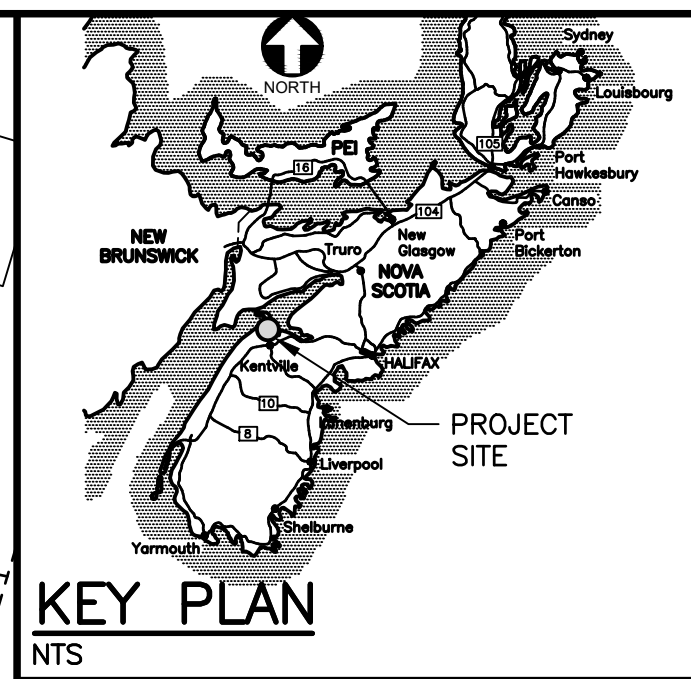 Sydney
NORTH
Louisbourg
PEI
105
16
Port
Hawkesbury
Canso
104
NEW
BRUNSWICK
Truro
New
Glasgow
Port
Bickerton
NOVA
SCOTIA
HALIFAX
Kentville
10
Lunenburg
PROJECT
SITE
8
Liverpool
Shelburne
Yarmouth
KEY PLAN
NTS